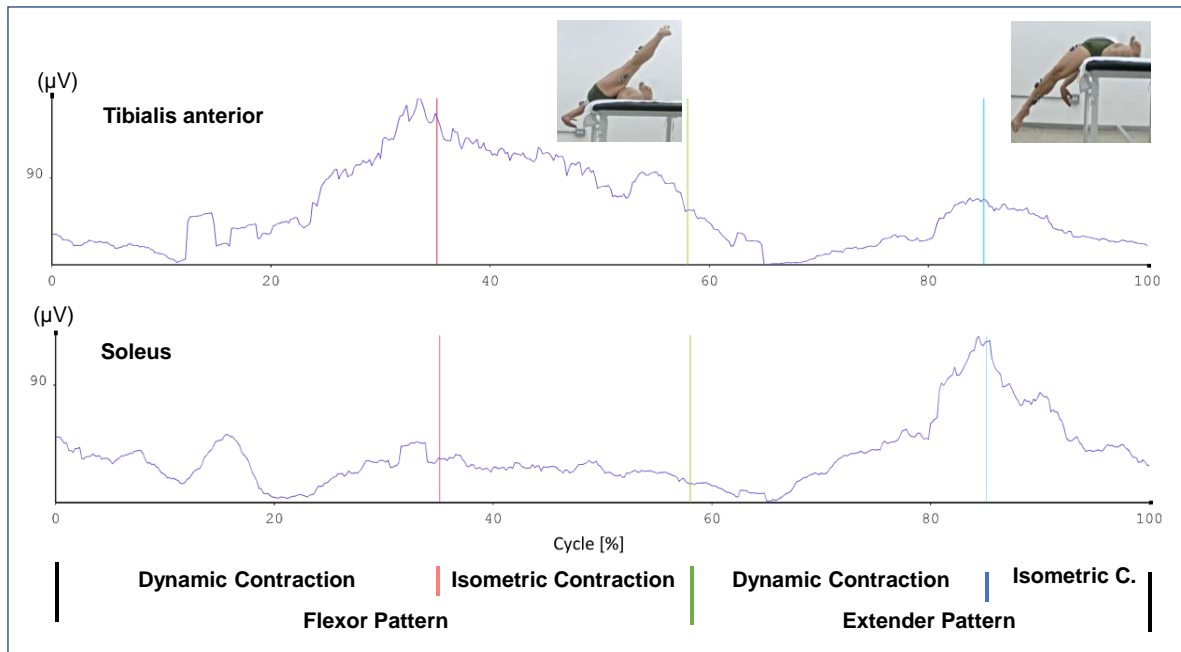 (µV)
Tibialis anterior
90
0 20 40 60 80 100
(µV)
Soleus
90
0 20 40 60 80 100
Cycle [%]
Dynamic Contraction Isometric Contraction Dynamic Contraction Isometric C.
Flexor Pattern Extender Pattern